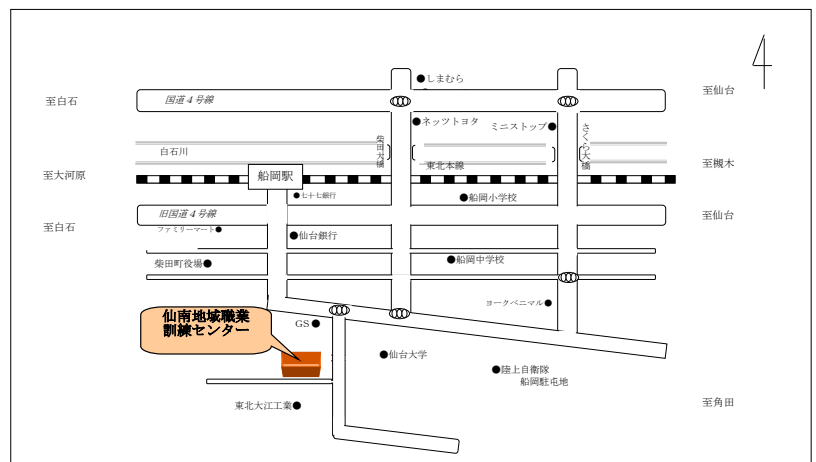 ●しまむら
至仙台
至白石
国道４号線
●ネッツトヨタ
ミニストップ●
柴田大橋
さくら大橋
白石川
東北本線
至槻木
至大河原
船岡駅
●七十七銀行
●船岡小学校
旧国道４号線
至仙台
至白石
ファミリーマート●
●仙台銀行
柴田町役場●
●船岡中学校
ヨークベニマル●
仙南地域職業
訓練センター
GS●
●仙台大学
●陸上自衛隊
船岡駐屯地
東北大江工業●
至角田